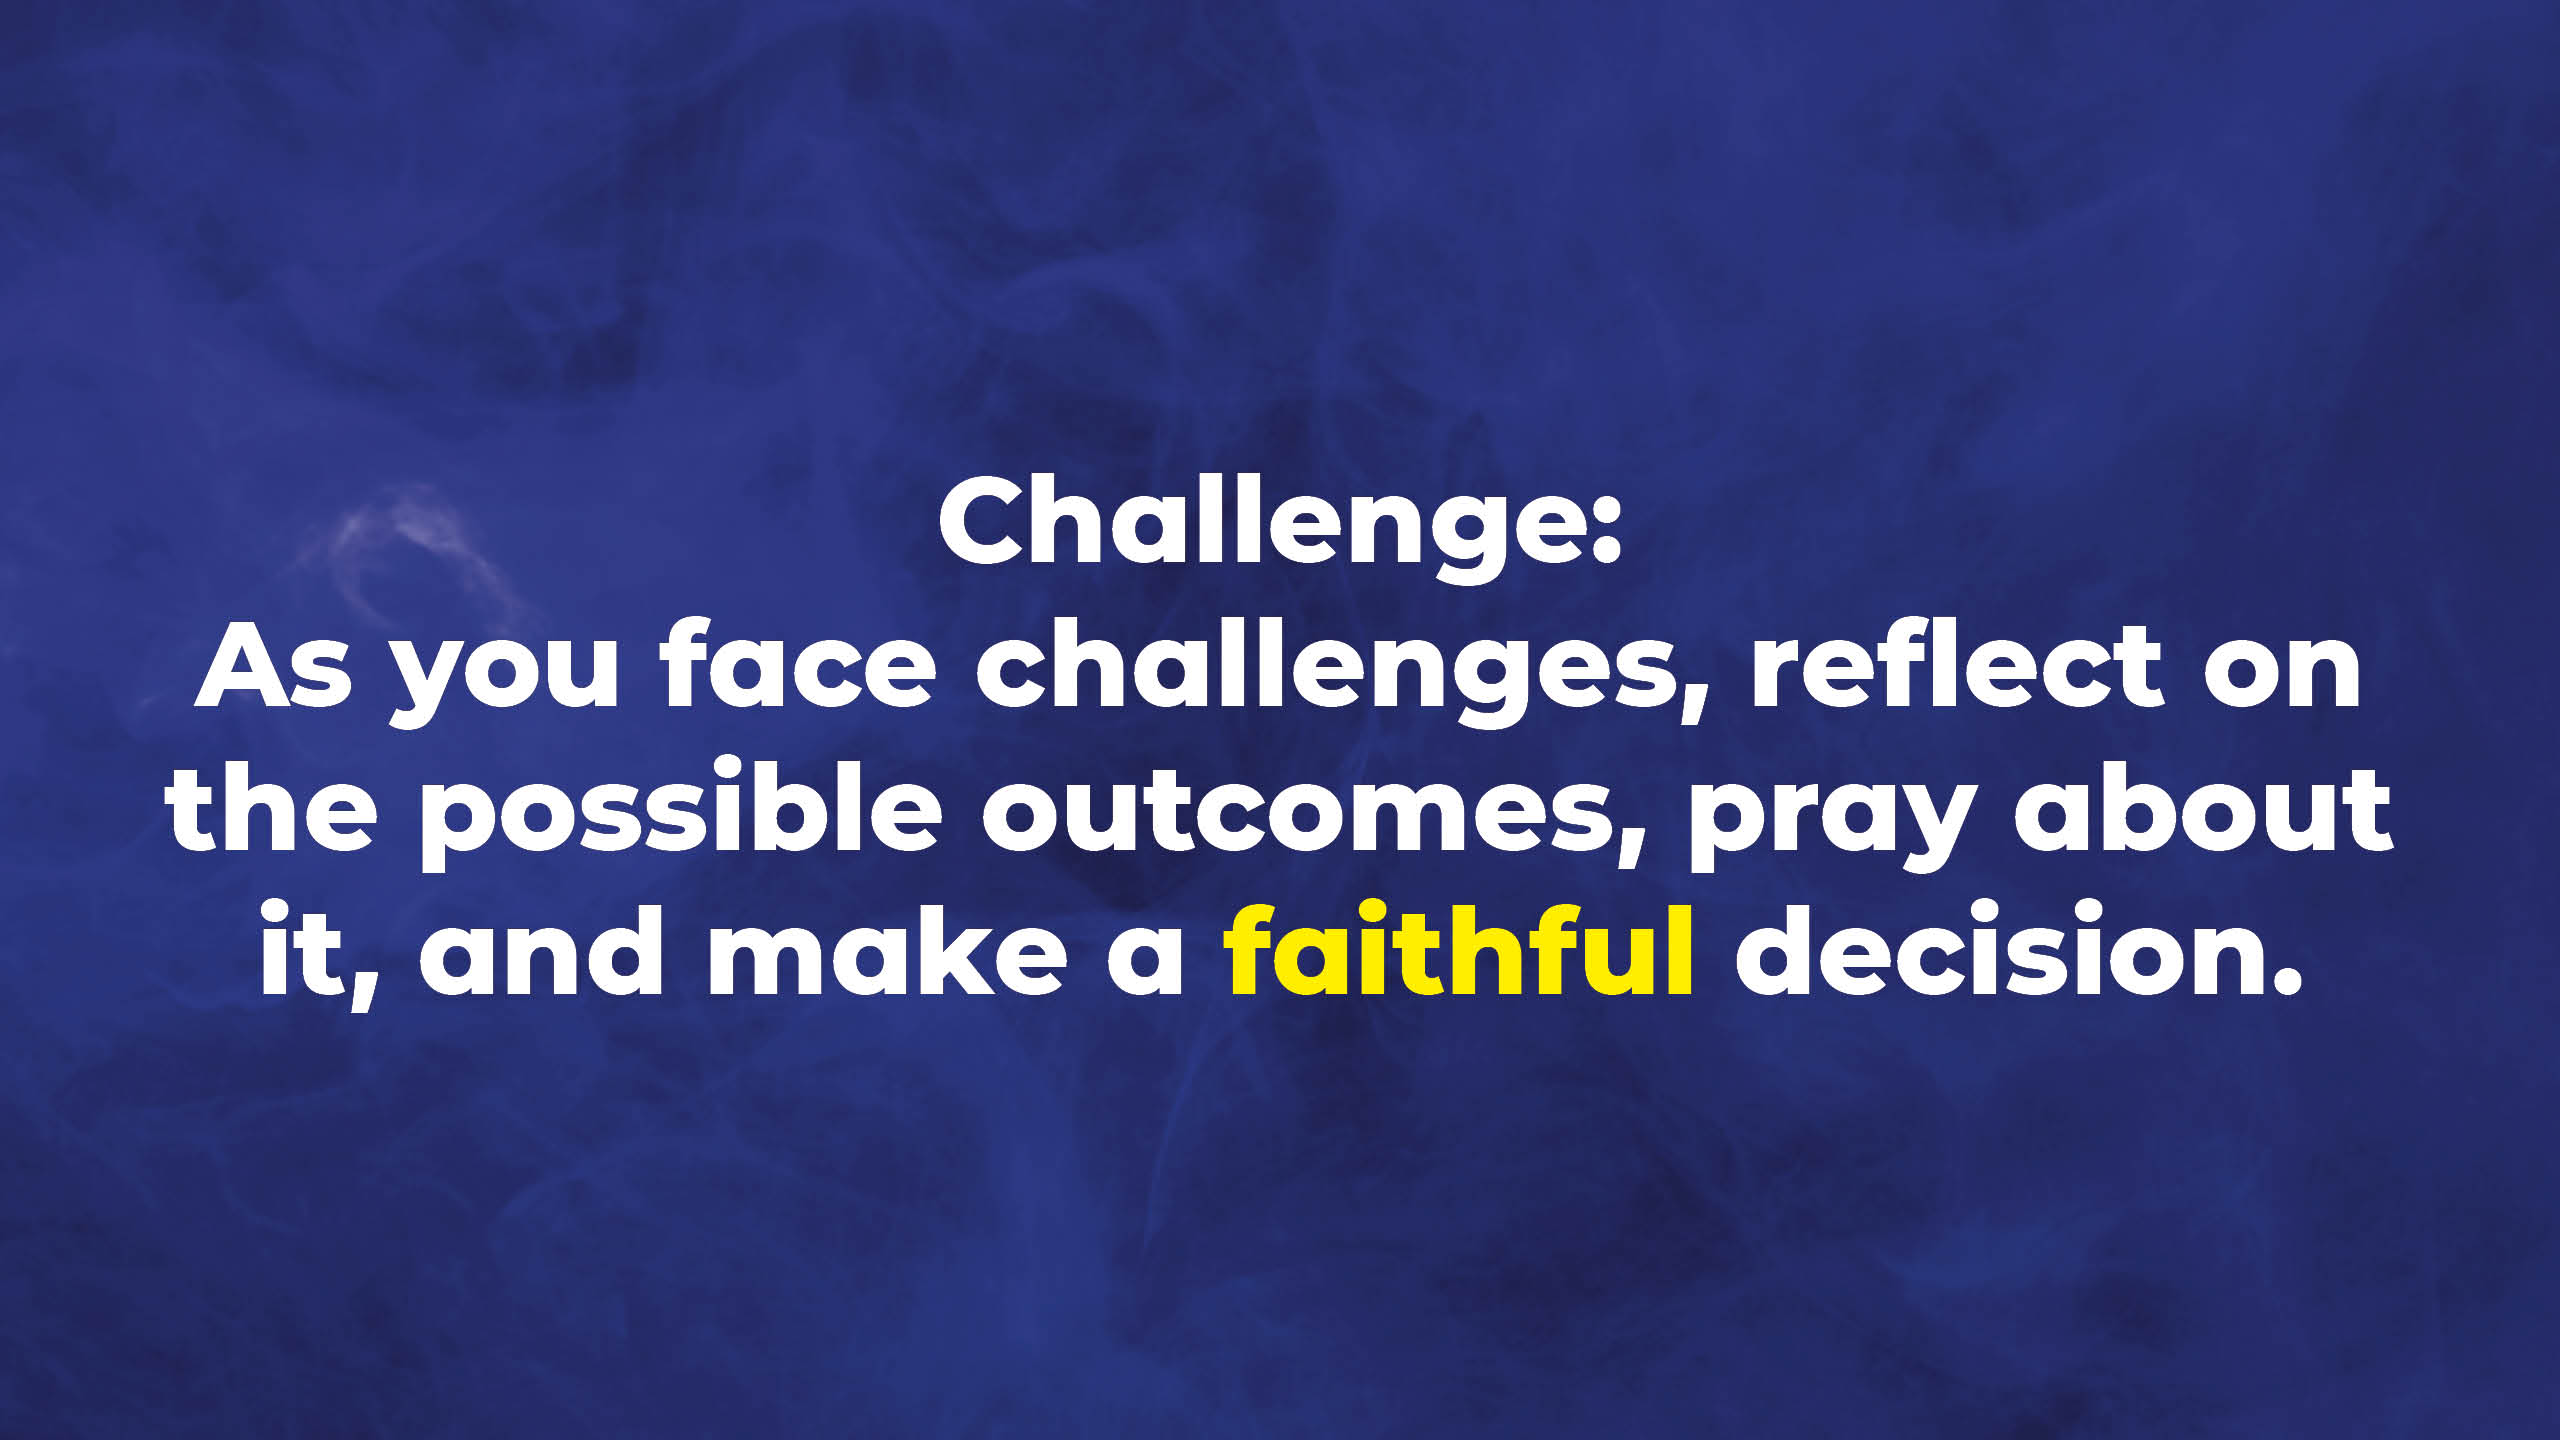 Challenge:
As you face challenges, reflect on
the possible outcomes, pray about
it, and make a faithful decision.